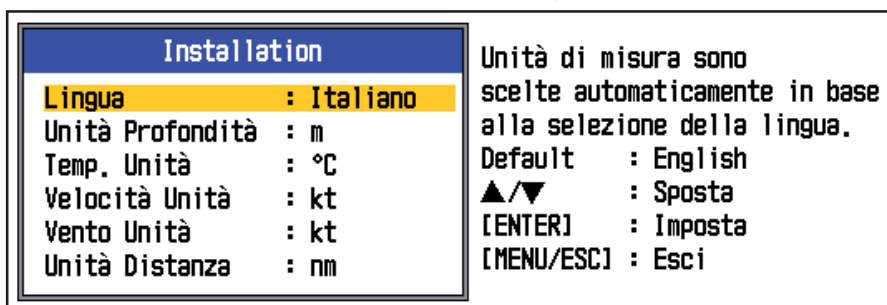 Installation
Lingua : Italiano
Unità Profondità : m
Temp. Unità : °C
Velocità Unità : kt
Vento Unità : kt
Unità Distanza : nm
Unità di misura sono
scelte automaticamente in base
alla selezione della lingua.
Default : English
▲/▼ : Sposta
[ENTER] : Imposta
[MENU/ESC] : Esci